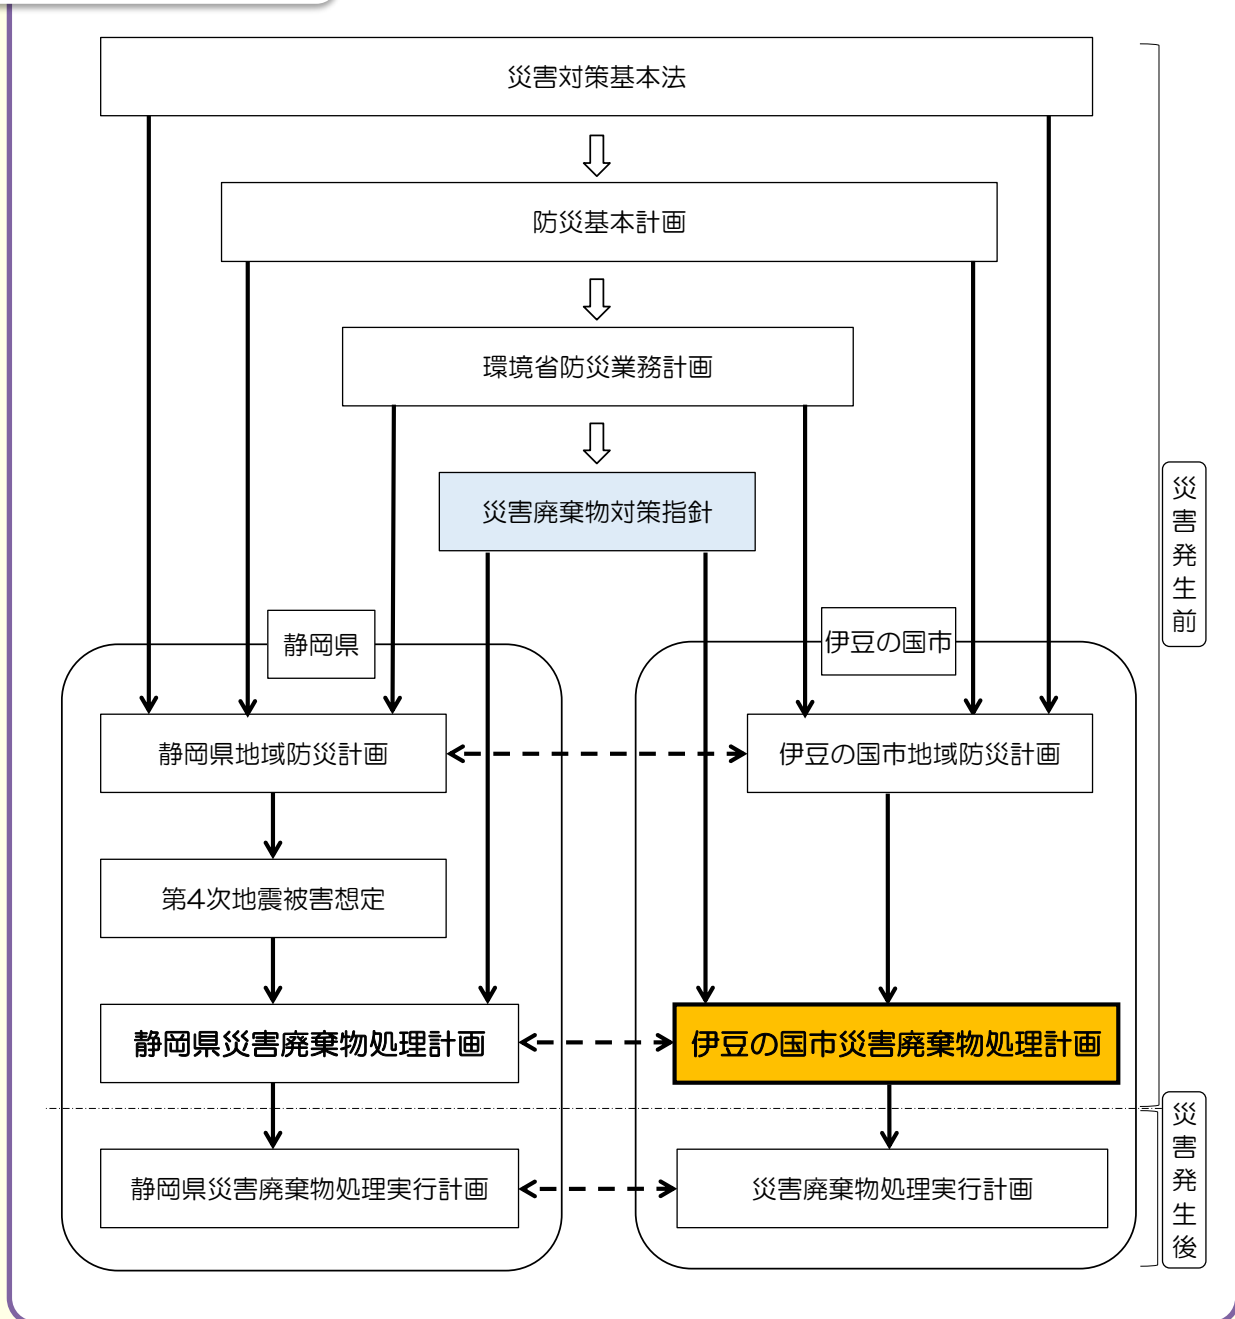 災害対策基本法
防災基本計画
環境省防災業務計画
災害廃棄物対策指針
災害発生前
静岡県
伊豆の国市
静岡県地域防災計画
伊豆の国市地域防災計画
第4次地震被害想定
静岡県災害廃棄物処理計画
伊豆の国市災害廃棄物処理計画
災害発生後
静岡県災害廃棄物処理実行計画
災害廃棄物処理実行計画